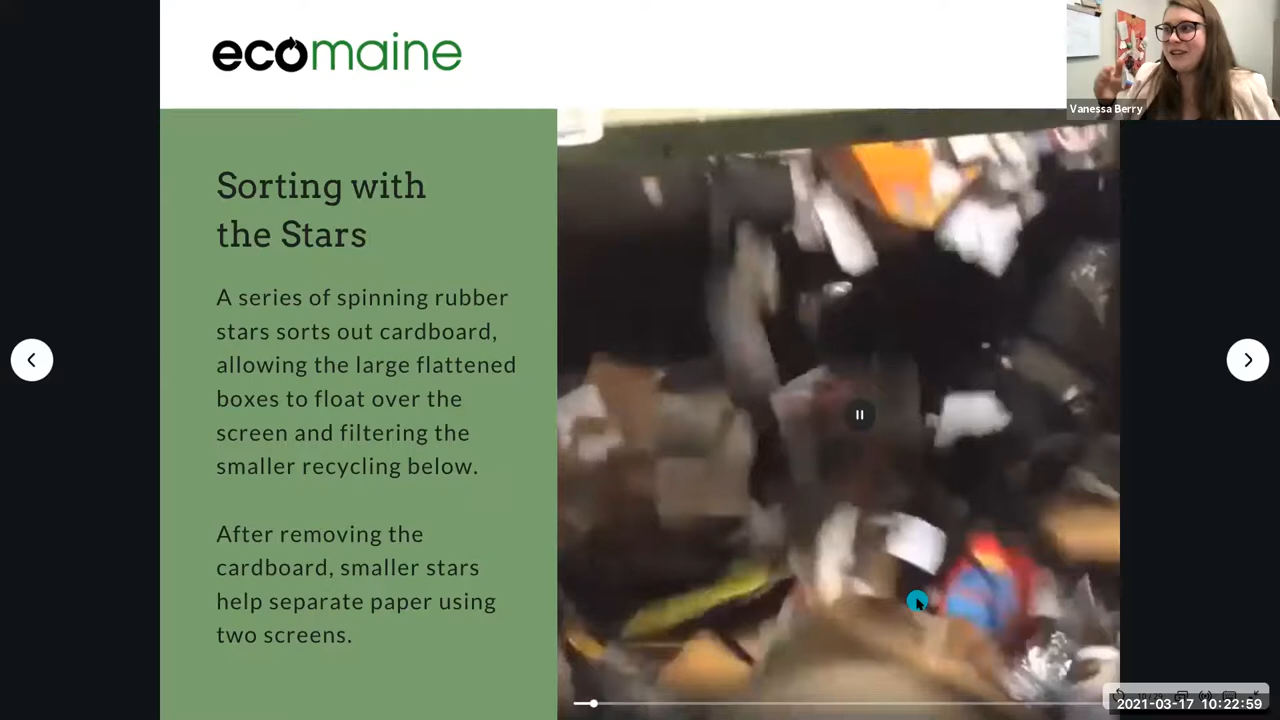 ecomaine
Vanessa Berry
Sorting with
the Stars
A series of spinning rubber
stars sorts out cardboard,
allowing the large flattened
boxes to float over the
screen and filtering the
smaller recycling below.
After removing the
cardboard, smaller stars
help separate paper using
two screens.
2021-03-17 10:22:59